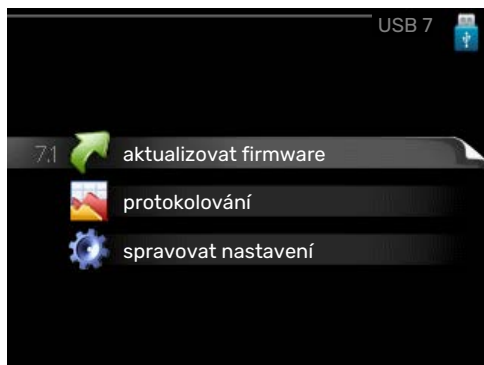 USB 7
7.1 aktualizovat firmware
protokolování
spravovat nastavení